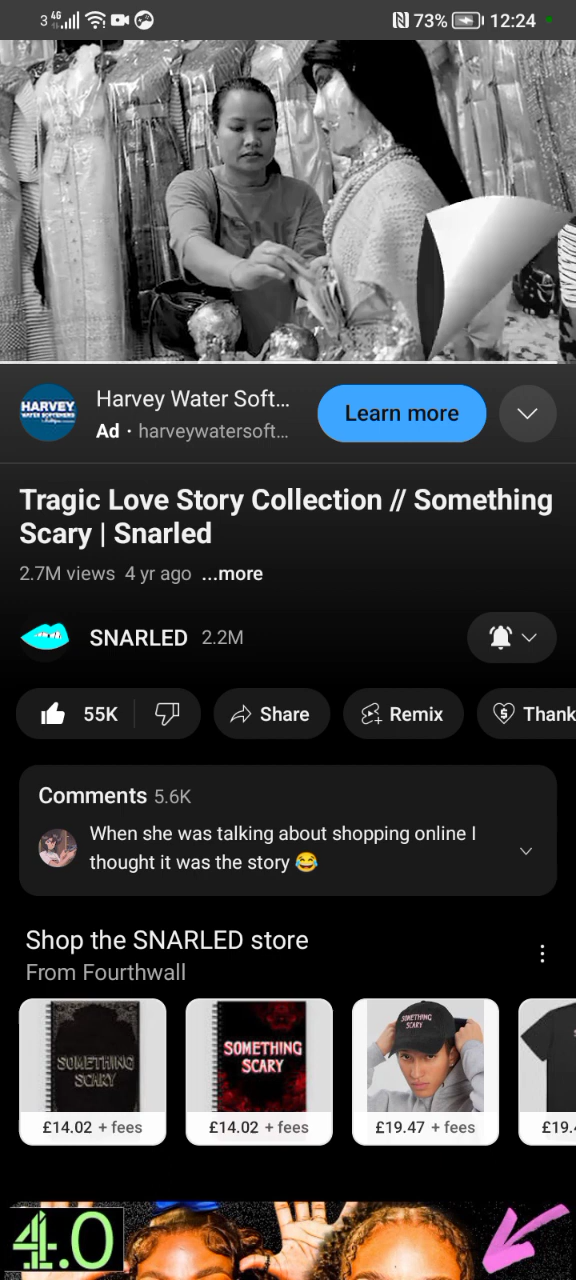 3 4G 73% 12:24
HARVEY
WATER SOFTENERS
Harvey Water Soft...
Ad · harveywatersoft...
Learn more
Tragic Love Story Collection // Something
Scary | Snarled
2.7M views 4 yr ago ...more
SNARLED 2.2M
55K Share Remix Thank
Comments 5.6K
When she was talking about shopping online I
thought it was the story 😂
Shop the SNARLED store
From Fourthwall
SOMETHING
SCARY
SOMETHING
SCARY
SOMETHING
SCARY
£14.02 + fees £14.02 + fees £19.47 + fees £19.4
4.0